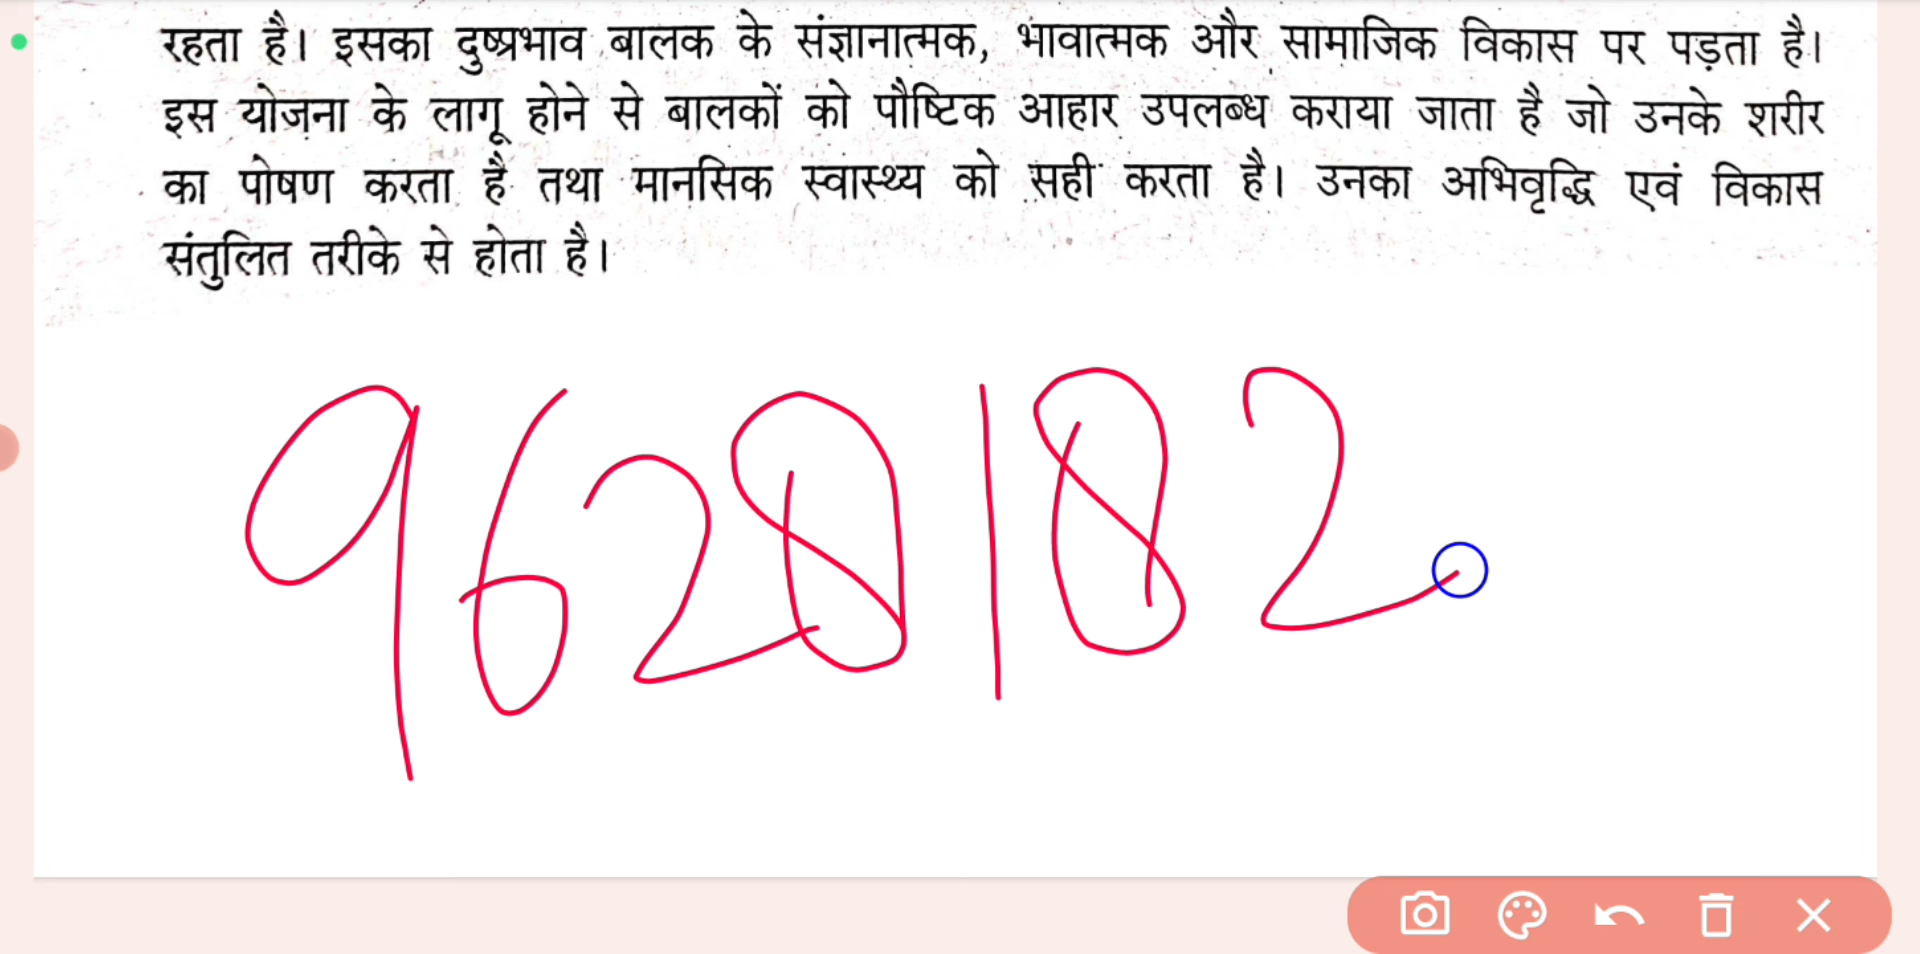 रहता है। इसका दुष्प्रभाव बालक के संज्ञानात्मक, भावात्मक और सामाजिक विकास पर पड़ता है।
इस योजना के लागू होने से बालकों को पौष्टिक आहार उपलब्ध कराया जाता है जो उनके शरीर
का पोषण करता है तथा मानसिक स्वास्थ्य को सही करता है। उनका अभिवृद्धि एवं विकास
संतुलित तरीके से होता है।
9628182